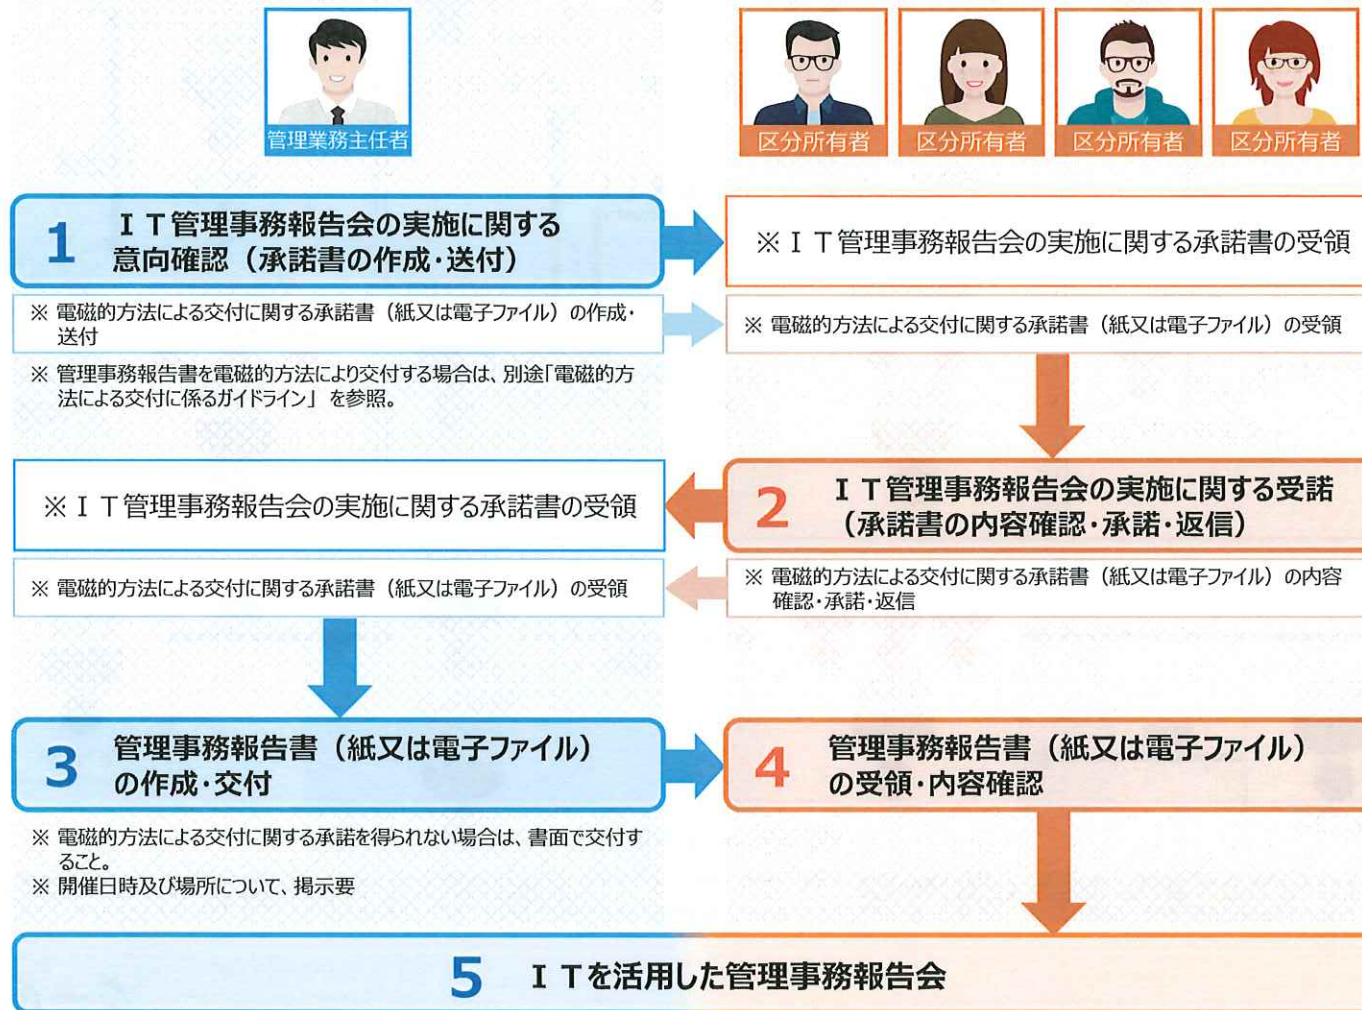 管理業務主任者
区分所有者
区分所有者
区分所有者
区分所有者
1
ＩＴ管理事務報告会の実施に関する
意向確認（承諾書の作成・送付）
※ＩＴ管理事務報告会の実施に関する承諾書の受領
※ 電磁的方法による交付に関する承諾書（紙又は電子ファイル）の作成・
送付
※ 電磁的方法による交付に関する承諾書（紙又は電子ファイル）の受領
※ 管理事務報告書を電磁的方法により交付する場合は、別途「電磁的方
法による交付に係るガイドライン」を参照。
※ＩＴ管理事務報告会の実施に関する承諾書の受領
2
ＩＴ管理事務報告会の実施に関する受諾
（承諾書の内容確認・承諾・返信）
※ 電磁的方法による交付に関する承諾書（紙又は電子ファイル）の受領
※ 電磁的方法による交付に関する承諾書（紙又は電子ファイル）の内容
確認・承諾・返信
3
管理事務報告書（紙又は電子ファイル）
の作成・交付
4
管理事務報告書（紙又は電子ファイル）
の受領・内容確認
※ 電磁的方法による交付に関する承諾を得られない場合は、書面で交付す
ること。
※ 開催日時及び場所について、掲示要
5 ＩＴを活用した管理事務報告会